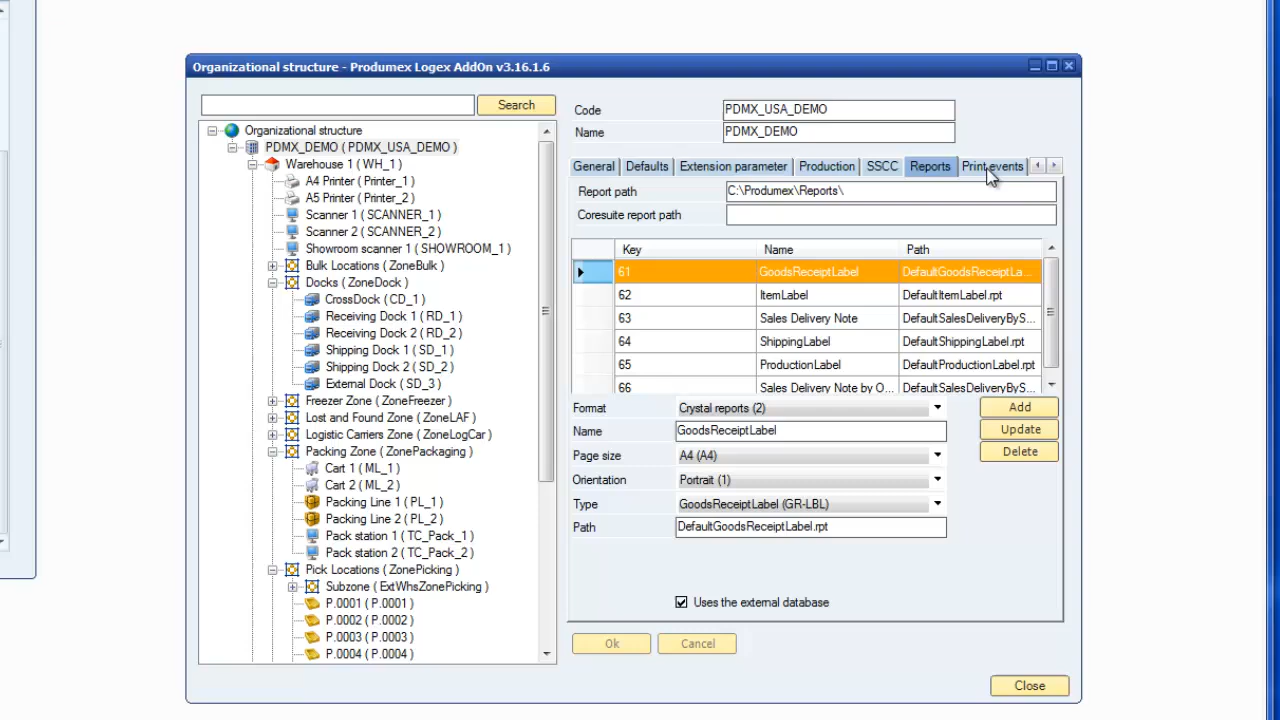 Organizational structure - Produmex Logex AddOn v3.16.1.6
Search
Organizational structure
PDMX_DEMO ( PDMX_USA_DEMO )
Warehouse 1 ( WH_1 )
A4 Printer ( Printer_1 )
A5 Printer ( Printer_2 )
Scanner 1 ( SCANNER_1 )
Scanner 2 ( SCANNER_2 )
Showroom scanner 1 ( SHOWROOM_1 )
Bulk Locations ( ZoneBulk )
Docks ( ZoneDock )
CrossDock ( CD_1 )
Receiving Dock 1 ( RD_1 )
Receiving Dock 2 ( RD_2 )
Shipping Dock 1 ( SD_1 )
Shipping Dock 2 ( SD_2 )
External Dock ( SD_3 )
Freezer Zone ( ZoneFreezer )
Lost and Found Zone ( ZoneLAF )
Logistic Carriers Zone ( ZoneLogCar )
Packing Zone ( ZonePackaging )
Cart 1 ( ML_1 )
Cart 2 ( ML_2 )
Packing Line 1 ( PL_1 )
Packing Line 2 ( PL_2 )
Pack station 1 ( TC_Pack_1 )
Pack station 2 ( TC_Pack_2 )
Pick Locations ( ZonePicking )
Subzone ( ExtWhsZonePicking )
P.0001 ( P.0001 )
P.0002 ( P.0002 )
P.0003 ( P.0003 )
P.0004 ( P.0004 )
Code PDMX_USA_DEMO
Name PDMX_DEMO
General Defaults Extension parameter Production SSCC Reports Print events
Report path C:\Produmex\Reports\
Coresuite report path
Key Name Path
61 GoodsReceiptLabel DefaultGoodsReceiptLa...
62 ItemLabel DefaultItemLabel.rpt
63 Sales Delivery Note DefaultSalesDeliveryByS...
64 ShippingLabel DefaultShippingLabel.rpt
65 ProductionLabel DefaultProductionLabel.rpt
66 Sales Delivery Note by O... DefaultSalesDeliveryByS...
Format Crystal reports (2) Add
Name GoodsReceiptLabel Update
Page size A4 (A4) Delete
Orientation Portrait (1)
Type GoodsReceiptLabel (GR-LBL)
Path DefaultGoodsReceiptLabel.rpt
Uses the external database
Ok Cancel
Close